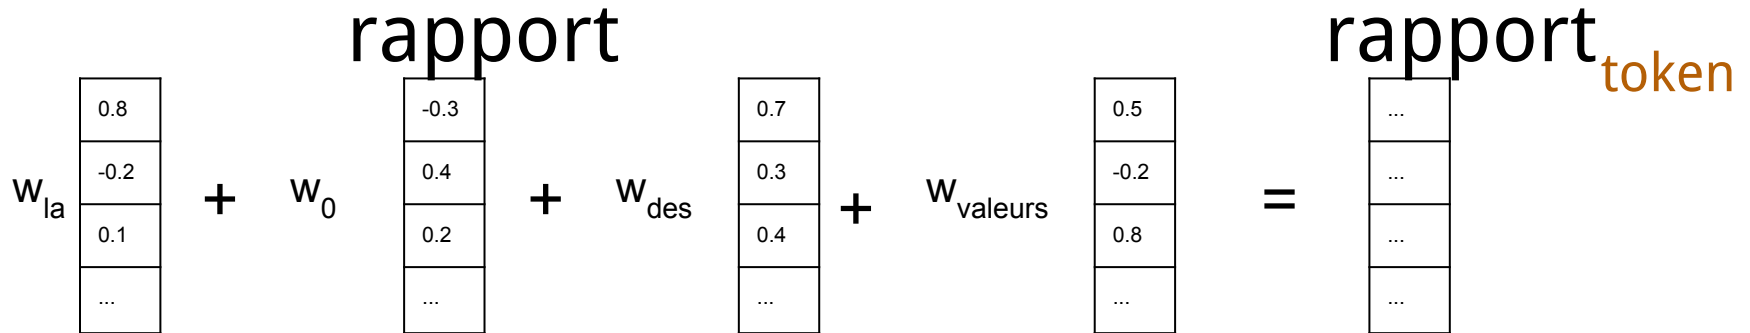 rapport rapport token
0.8 -0.3 0.7 0.5 ...
w la -0.2 + w 0 0.4 + w des 0.3 + w valeurs -0.2 = ...
0.1 0.2 0.4 0.8 ...
... ... ... ... ...